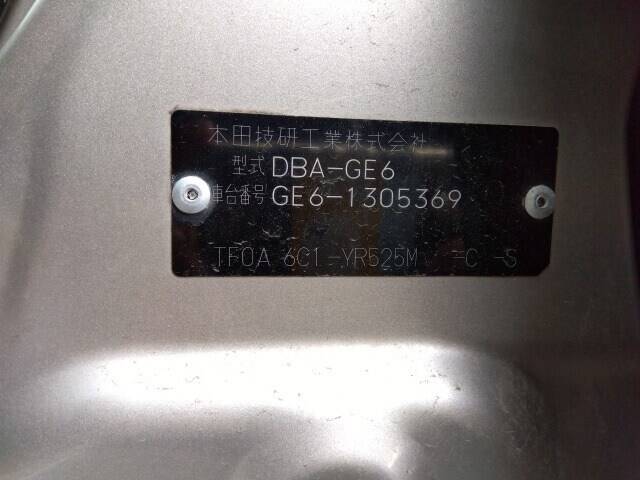 本田技研工業株式会社
型式 DBA-GE6
車台番号 GE6-1305369
TF0A 6C1 -YR525M -C -S